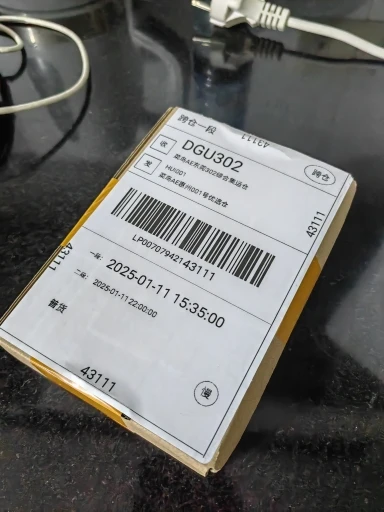 跨仓一段
43111
收
DGU302
跨仓
菜鸟AE东莞302综合集运仓
发
HUI001
菜鸟AE惠州001号优选仓
43111
LP00707942143111
43111
一段: 2025-01-11 15:35:00
二段: 2025-01-11 22:00:00
普货
43111
慢